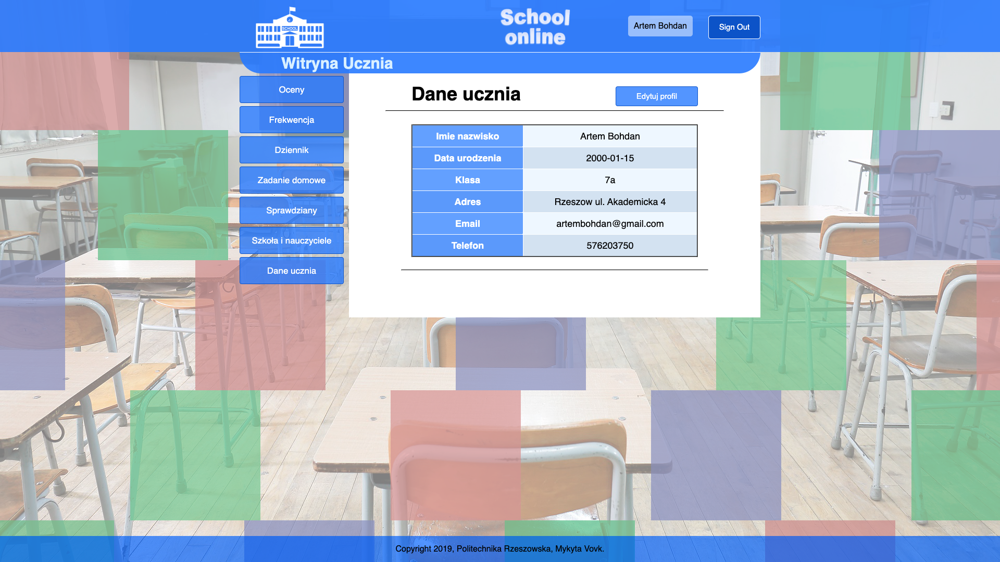 SCHOOL
School
online
Artem Bohdan
Sign Out
Witryna Ucznia
Oceny
Frekwencja
Dziennik
Zadanie domowe
Sprawdziany
Szkoła i nauczyciele
Dane ucznia
Dane ucznia
Edytuj profil
Imie nazwisko Artem Bohdan
Data urodzenia 2000-01-15
Klasa 7a
Adres Rzeszow ul. Akademicka 4
Email artembohdan@gmail.com
Telefon 576203750
Copyright 2019, Politechnika Rzeszowska, Mykyta Vovk.